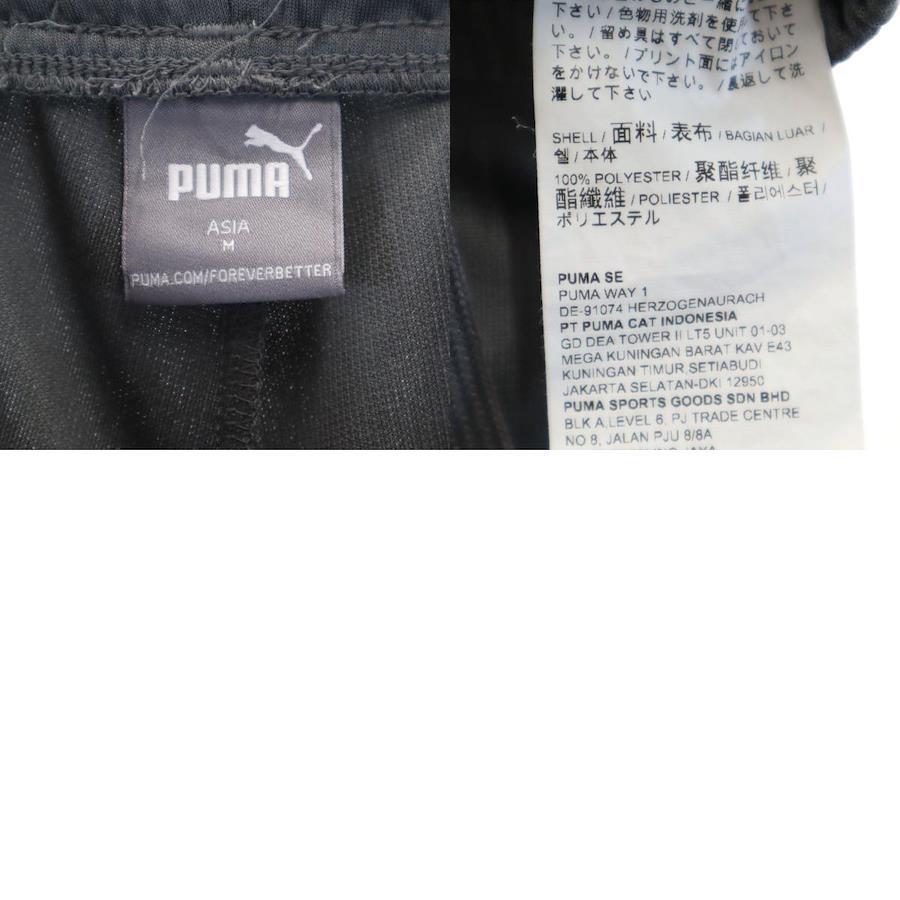 PUMA
ASIA
M
PUMA.COM/FOREVERBETTER
下さい / 色物用洗剤を使って下さ
い。 / 留め具はすべて閉じておいて
下さい。 / プリント面にはアイロン
をかけないで下さい。 / 裏返して洗
濯して下さい
SHELL / 面料 / 表布 / BAGIAN LUAR /
쉘 / 本体
100% POLYESTER / 聚酯纤维 / 聚
酯纖維 / POLIESTER / 폴리에스터 /
ポリエステル
PUMA SE
PUMA WAY 1
DE-91074 HERZOGENAURACH
PT PUMA CAT INDONESIA
GD DEA TOWER II LT5 UNIT 01-03
MEGA KUNINGAN BARAT KAV E43
KUNINGAN TIMUR,SETIABUDI
JAKARTA SELATAN-DKI 12950
PUMA SPORTS GOODS SDN BHD
BLK A,LEVEL 6, PJ TRADE CENTRE
NO 8, JALAN PJU 8/8A